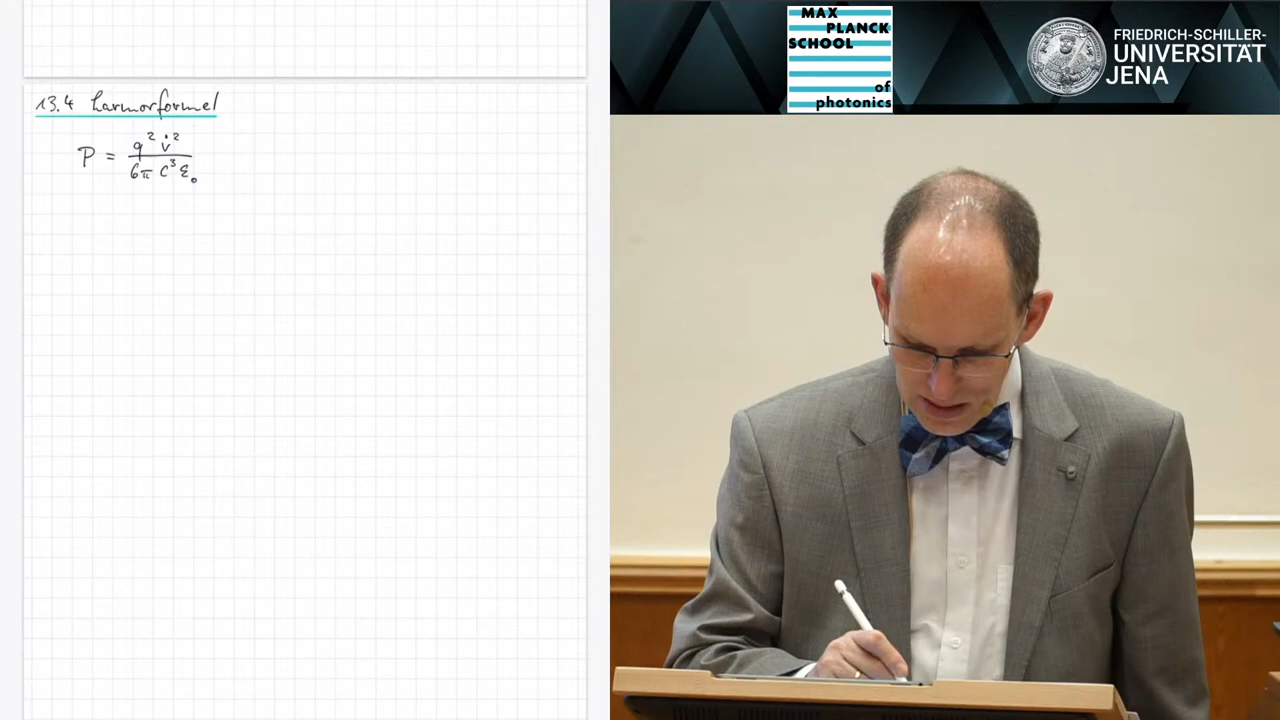 13.4 Larmorformel
P = q² v̇² / 6π c³ ε₀
MAX
PLANCK
SCHOOL
of
photonics
FRIEDRICH-SCHILLER-
UNIVERSITÄT
JENA